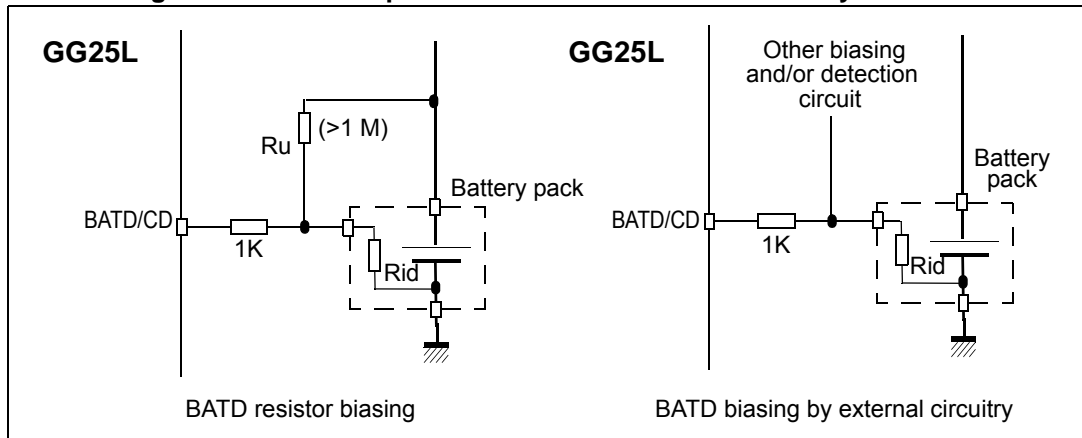 GG25L
Ru
(>1 M)
Battery pack
BATD/CD
1K
Rid
BATD resistor biasing
GG25L
Other biasing
and/or detection
circuit
Battery
pack
BATD/CD
1K
Rid
BATD biasing by external circuitry